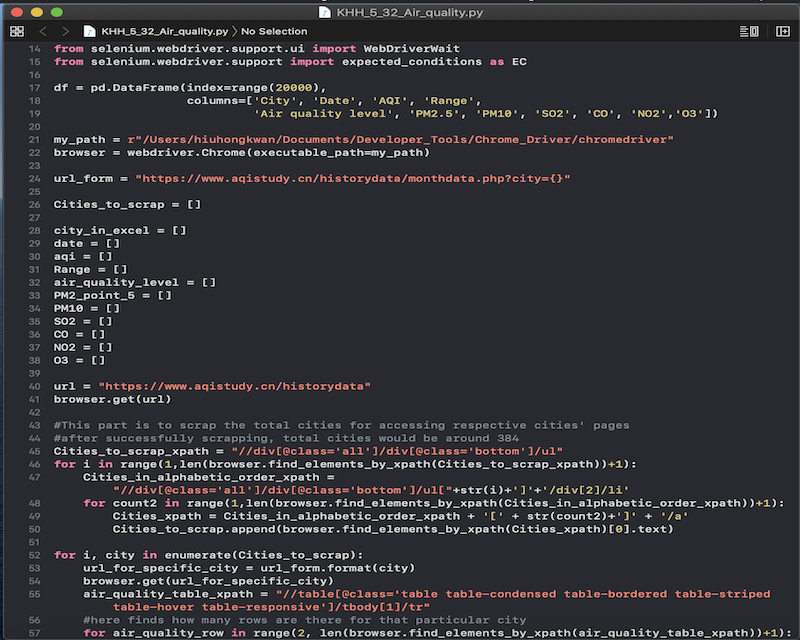 KHH_5_32_Air_quality.py
KHH_5_32_Air_quality.py 〉 No Selection
14 from selenium.webdriver.support.ui import WebDriverWait
15 from selenium.webdriver.support import expected_conditions as EC
16
17 df = pd.DataFrame(index=range(20000),
18 columns=['City', 'Date', 'AQI', 'Range',
19 'Air quality level', 'PM2.5', 'PM10', 'SO2', 'CO', 'NO2','O3'])
20
21 my_path = r"/Users/hiuhongkwan/Documents/Developer_Tools/Chrome_Driver/chromedriver"
22 browser = webdriver.Chrome(executable_path=my_path)
23
24 url_form = "https://www.aqistudy.cn/historydata/monthdata.php?city={}"
25
26 Cities_to_scrap = []
27
28 city_in_excel = []
29 date = []
30 aqi = []
31 Range = []
32 air_quality_level = []
33 PM2_point_5 = []
34 PM10 = []
35 SO2 = []
36 CO = []
37 NO2 = []
38 O3 = []
39
40 url = "https://www.aqistudy.cn/historydata"
41 browser.get(url)
42
43 #This part is to scrap the total cities for accessing respective cities' pages
44 #after successfully scrapping, total cities would be around 384
45 Cities_to_scrap_xpath = "//div[@class='all']/div[@class='bottom']/ul"
46 for i in range(1,len(browser.find_elements_by_xpath(Cities_to_scrap_xpath))+1):
47 Cities_in_alphabetic_order_xpath =
"//div[@class='all']/div[@class='bottom']/ul["+str(i)+']'+'/div[2]/li'
48 for count2 in range(1,len(browser.find_elements_by_xpath(Cities_in_alphabetic_order_xpath))+1):
49 Cities_xpath = Cities_in_alphabetic_order_xpath + '[' + str(count2)+']' + '/a'
50 Cities_to_scrap.append(browser.find_elements_by_xpath(Cities_xpath)[0].text)
51
52 for i, city in enumerate(Cities_to_scrap):
53 url_for_specific_city = url_form.format(city)
54 browser.get(url_for_specific_city)
55 air_quality_table_xpath = "//table[@class='table table-condensed table-bordered table-striped
table-hover table-responsive']/tbody[1]/tr"
56 #here finds how many rows are there for that particular city
57 for air_quality_row in range(2, len(browser.find_elements_by_xpath(air_quality_table_xpath))+1):